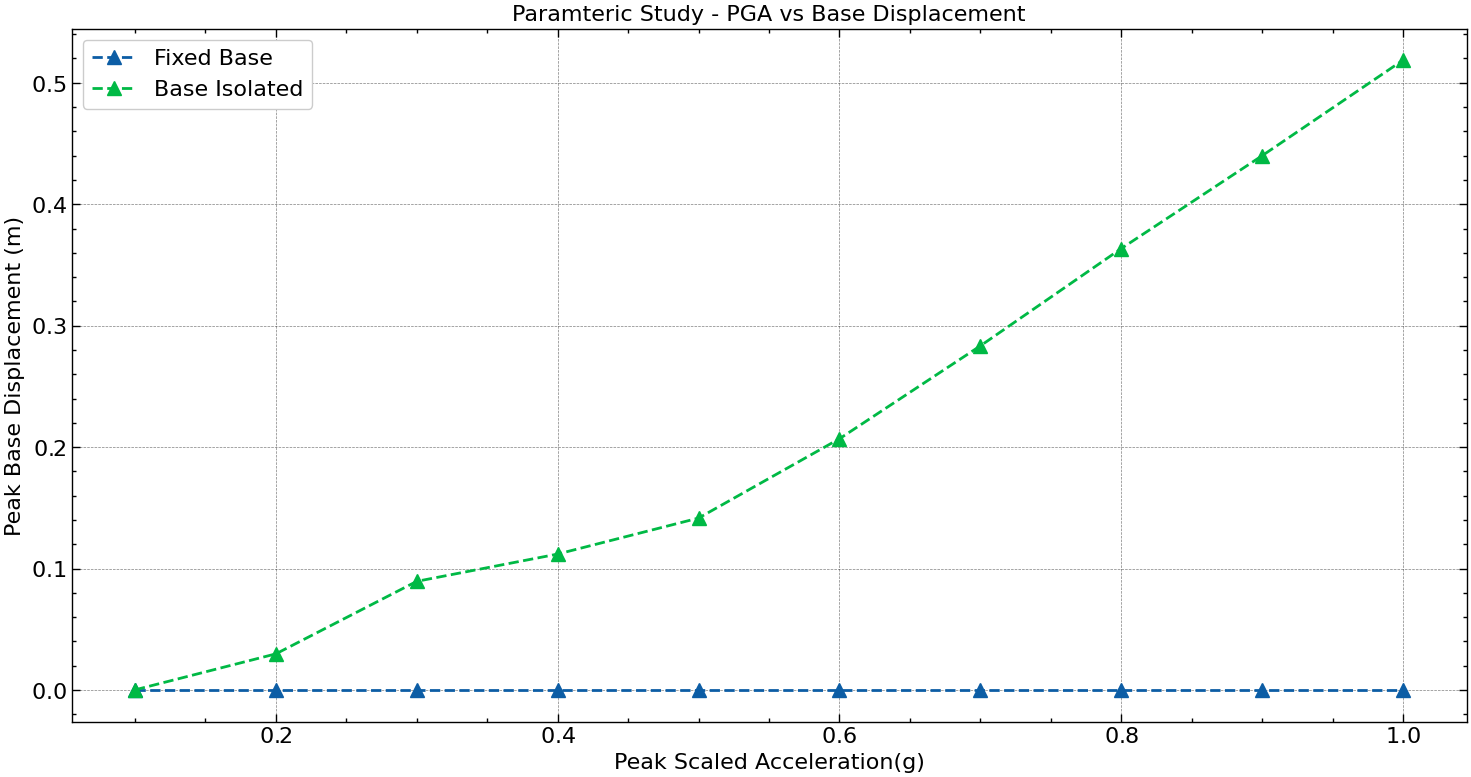 Paramteric Study - PGA vs Base Displacement
Fixed Base
Base Isolated
Peak Base Displacement (m)
0.5
0.4
0.3
0.2
0.1
0.0
0.2
0.4
0.6
0.8
1.0
Peak Scaled Acceleration(g)